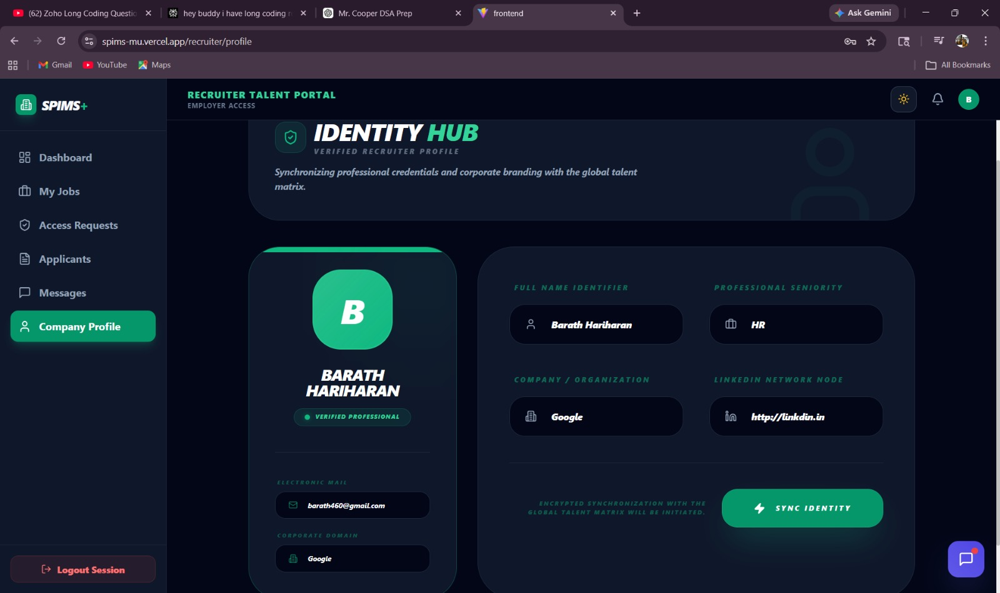 (62) Zoho Long Coding Questio
hey buddy i have long coding r
Mr. Cooper DSA Prep
frontend
Ask Gemini
spims-mu.vercel.app/recruiter/profile
Gmail
YouTube
Maps
All Bookmarks
SPIMS+
RECRUITER TALENT PORTAL
EMPLOYER ACCESS
B
Dashboard
My Jobs
Access Requests
Applicants
Messages
Company Profile
Logout Session
IDENTITY HUB
VERIFIED RECRUITER PROFILE
Synchronizing professional credentials and corporate branding with the global talent
matrix.
B
BARATH
HARIHARAN
VERIFIED PROFESSIONAL
ELECTRONIC MAIL
barath460@gmail.com
CORPORATE DOMAIN
Google
FULL NAME IDENTIFIER
Barath Hariharan
PROFESSIONAL SENIORITY
HR
COMPANY / ORGANIZATION
Google
LINKEDIN NETWORK NODE
http://linkdin.in
ENCRYPTED SYNCHRONIZATION WITH THE
GLOBAL TALENT MATRIX WILL BE INITIATED.
SYNC IDENTITY